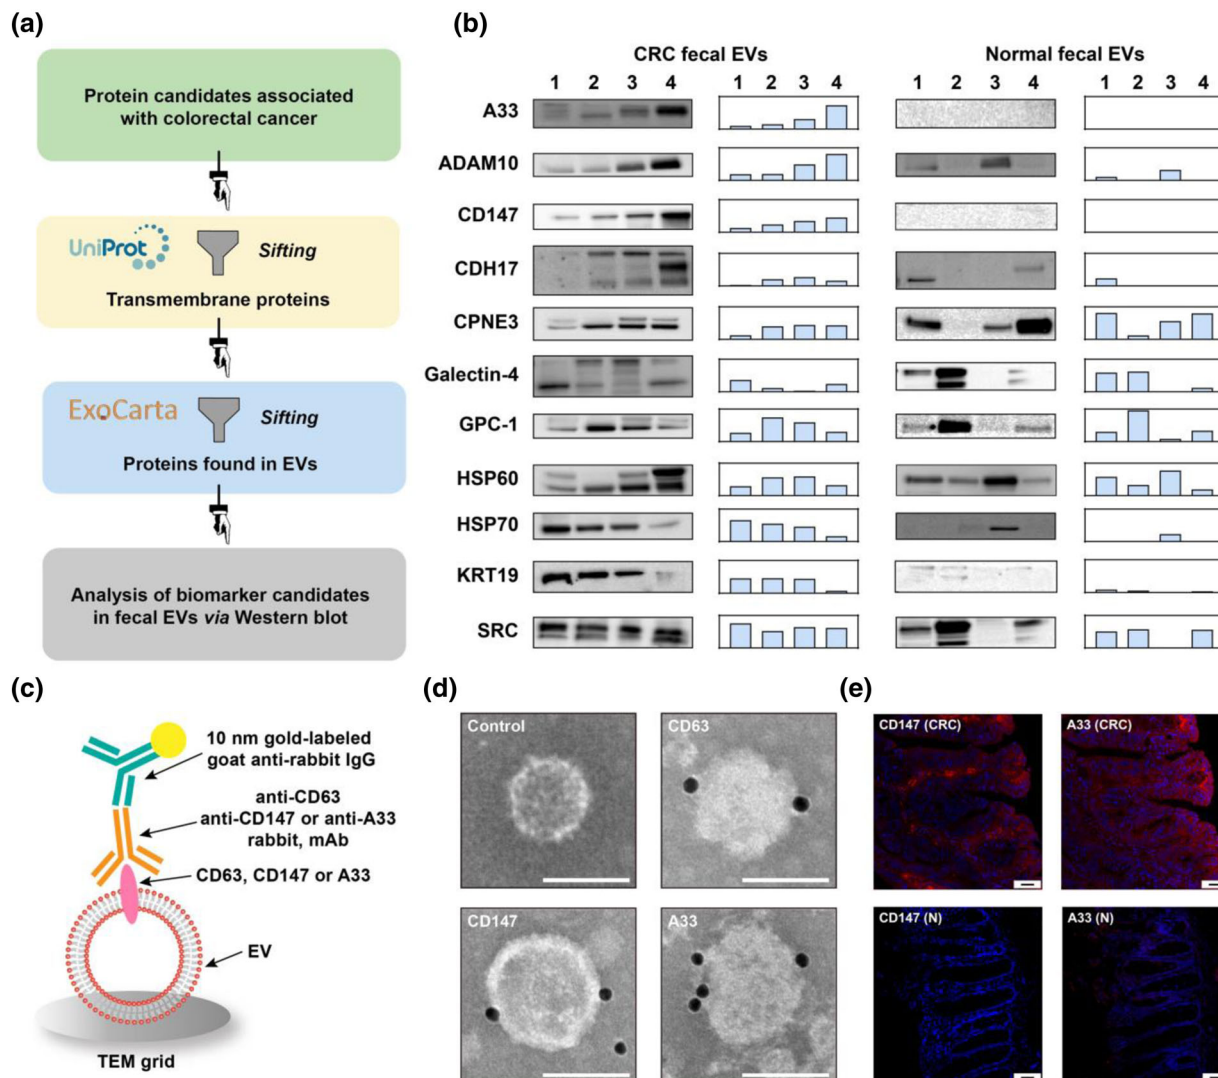 (a)
Protein candidates associated
with colorectal cancer
UniProt
Sifting
Transmembrane proteins
ExoCarta
Sifting
Proteins found in EVs
Analysis of biomarker candidates
in fecal EVs via Western blot
(b)
CRC fecal EVs
Normal fecal EVs
1 2 3 4 1 2 3 4 1 2 3 4 1 2 3 4
A33
ADAM10
CD147
CDH17
CPNE3
Galectin-4
GPC-1
HSP60
HSP70
KRT19
SRC
(c)
10 nm gold-labeled
goat anti-rabbit IgG
anti-CD63
anti-CD147 or anti-A33
rabbit, mAb
CD63, CD147 or A33
EV
TEM grid
(d)
Control
CD63
CD147
A33
(e)
CD147 (CRC)
A33 (CRC)
CD147 (N)
A33 (N)